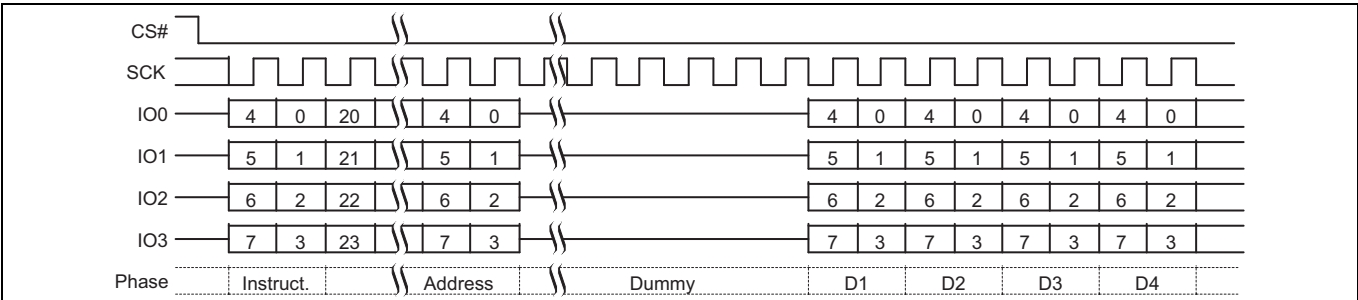 CS#
SCK
IO0 4 0 20 4 0 4 0 4 0 4 0 4 0
IO1 5 1 21 5 1 5 1 5 1 5 1 5 1
IO2 6 2 22 6 2 6 2 6 2 6 2 6 2
IO3 7 3 23 7 3 7 3 7 3 7 3 7 3
Phase Instruct. Address Dummy D1 D2 D3 D4